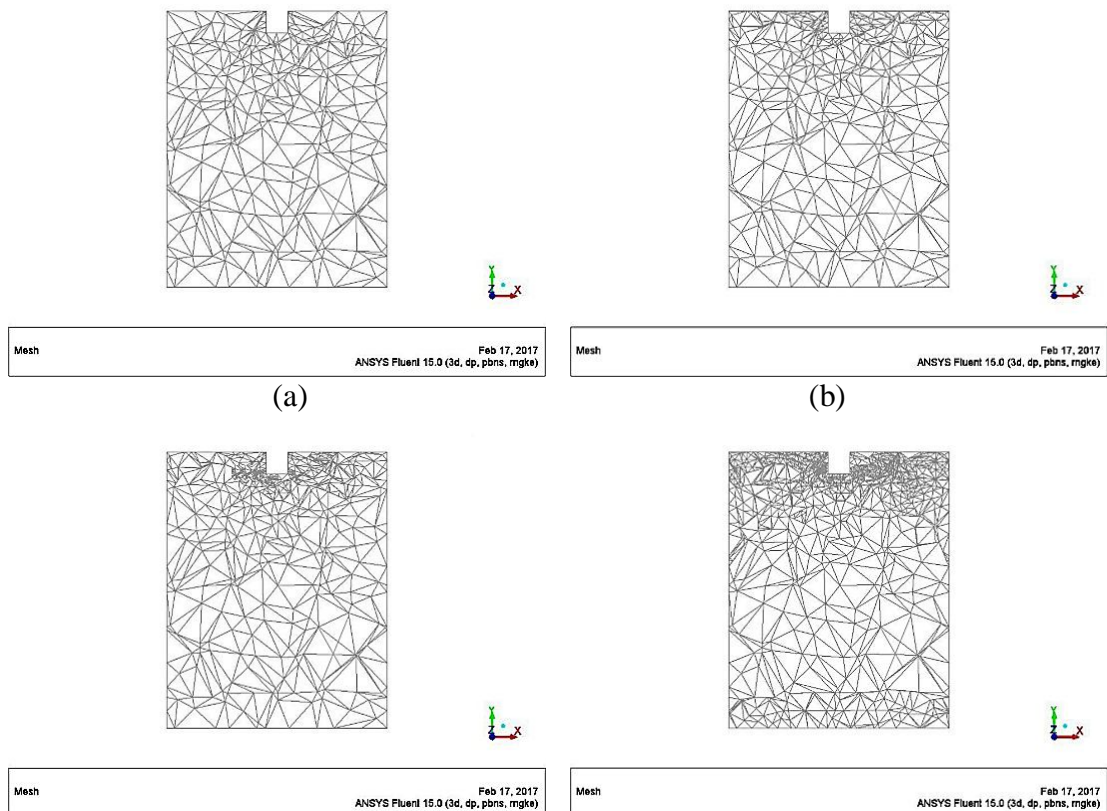 Y
Z X
Mesh
Feb 17, 2017
ANSYS Fluent 15.0 (3d, dp, pbns, rngke)
(a)
Y
Z X
Mesh
Feb 17, 2017
ANSYS Fluent 15.0 (3d, dp, pbns, rngke)
(b)
Y
Z X
Mesh
Feb 17, 2017
ANSYS Fluent 15.0 (3d, dp, pbns, rngke)
Y
Z X
Mesh
Feb 17, 2017
ANSYS Fluent 15.0 (3d, dp, pbns, rngke)